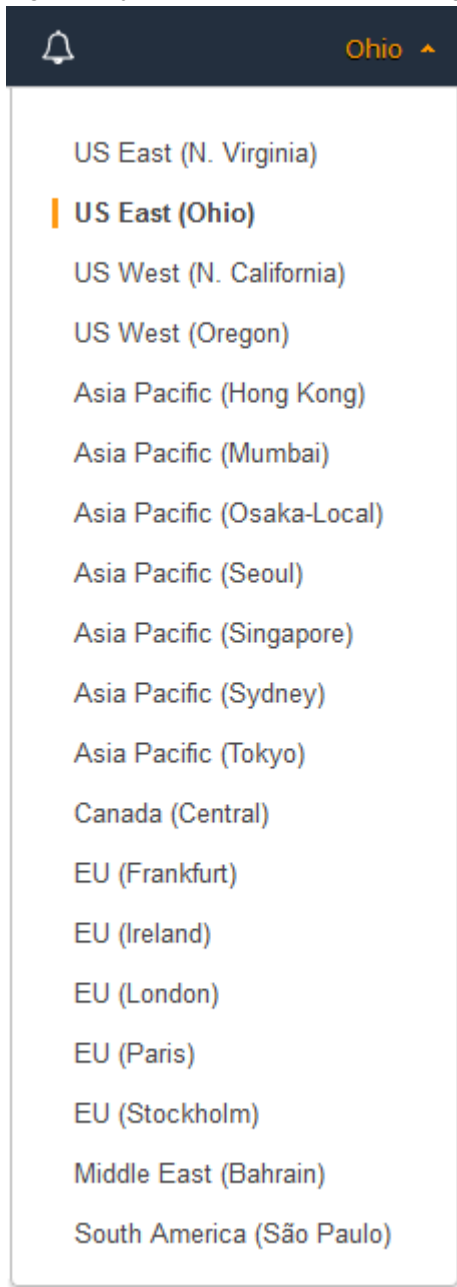 Ohio
US East (N. Virginia)
US East (Ohio)
US West (N. California)
US West (Oregon)
Asia Pacific (Hong Kong)
Asia Pacific (Mumbai)
Asia Pacific (Osaka-Local)
Asia Pacific (Seoul)
Asia Pacific (Singapore)
Asia Pacific (Sydney)
Asia Pacific (Tokyo)
Canada (Central)
EU (Frankfurt)
EU (Ireland)
EU (London)
EU (Paris)
EU (Stockholm)
Middle East (Bahrain)
South America (São Paulo)